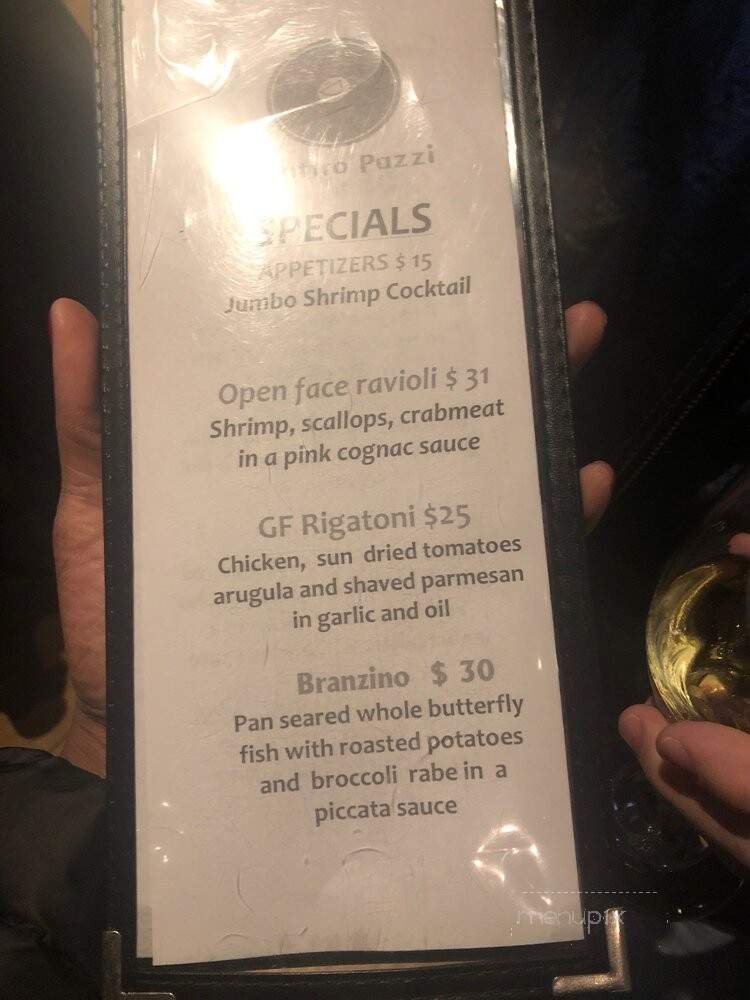 Pazzi
SPECIALS
APPETIZERS $ 15
Jumbo Shrimp Cocktail
Open face ravioli $ 31
Shrimp, scallops, crabmeat
in a pink cognac sauce
GF Rigatoni $25
Chicken, sun dried tomatoes
arugula and shaved parmesan
in garlic and oil
Branzino $ 30
Pan seared whole butterfly
fish with roasted potatoes
and broccoli rabe in a
piccata sauce
menupix